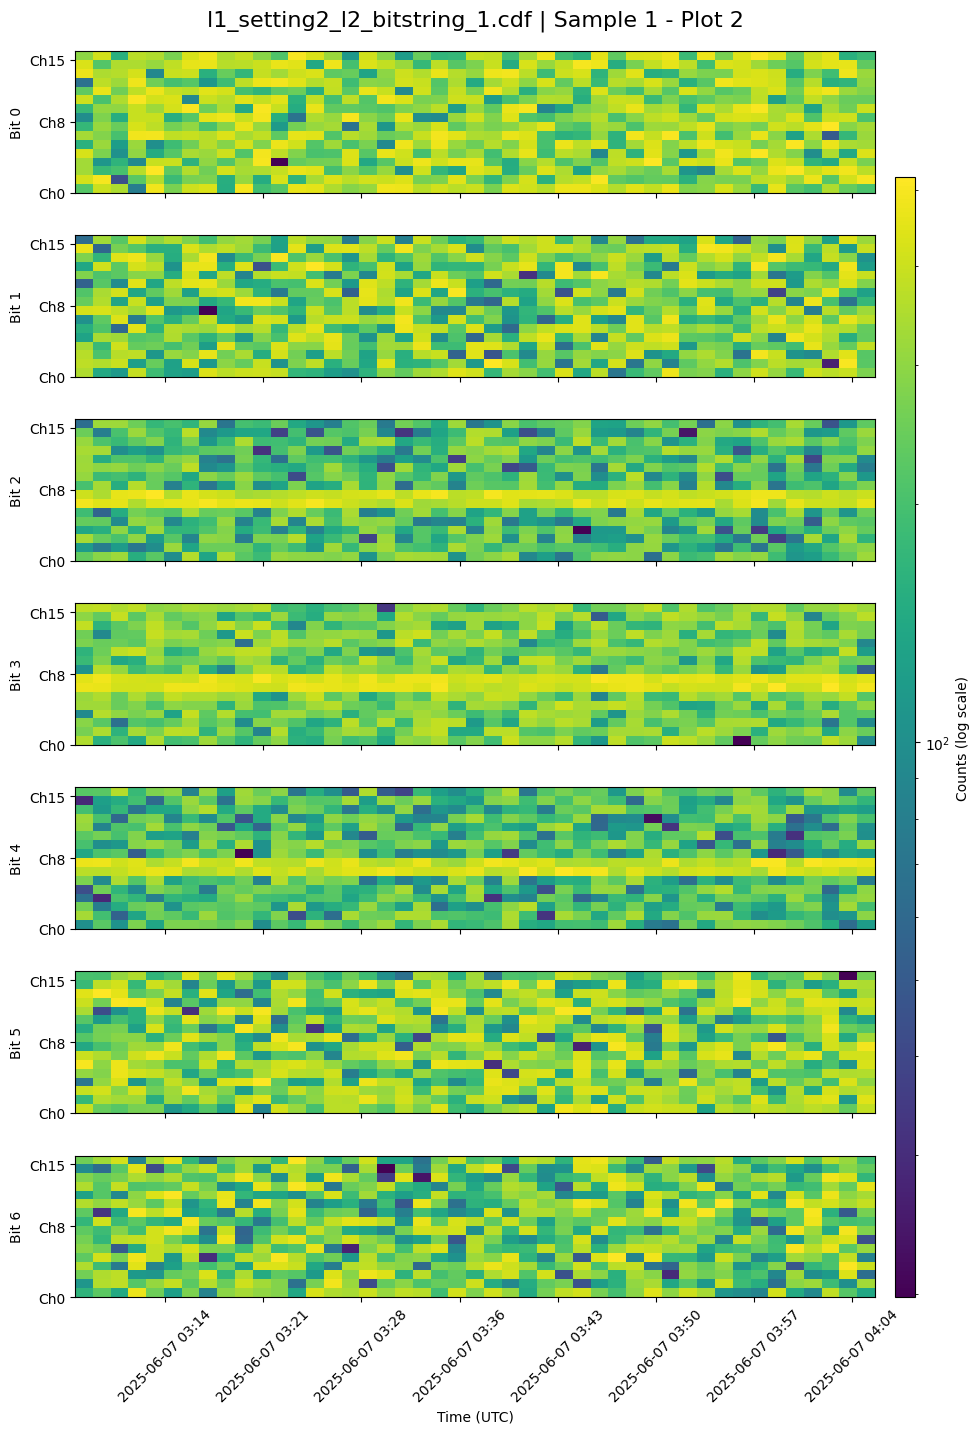 l1_setting2_l2_bitstring_1.cdf | Sample 1 - Plot 2
Bit 0
Ch15
Ch8
Ch0
Bit 1
Ch15
Ch8
Ch0
Bit 2
Ch15
Ch8
Ch0
Bit 3
Ch15
Ch8
Ch0
Bit 4
Ch15
Ch8
Ch0
Bit 5
Ch15
Ch8
Ch0
Bit 6
Ch15
Ch8
Ch0
2025-06-07 03:14
2025-06-07 03:21
2025-06-07 03:28
2025-06-07 03:36
2025-06-07 03:43
2025-06-07 03:50
2025-06-07 03:57
2025-06-07 04:04
Time (UTC)
10²
Counts (log scale)